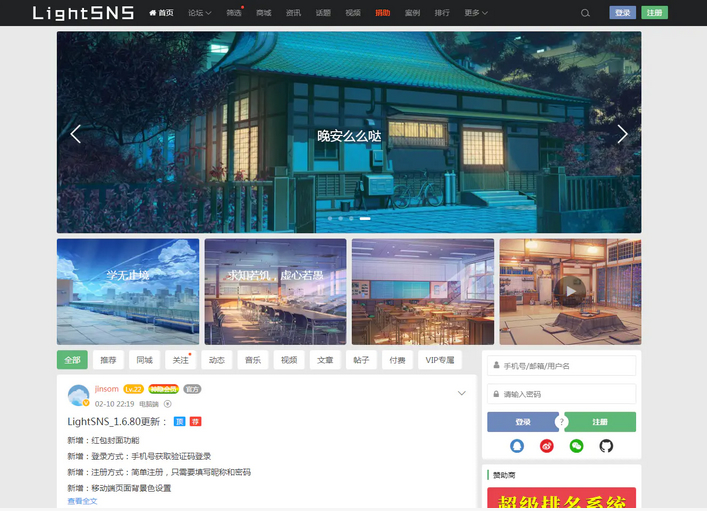 LightSNS
首页 论坛 筛选 商城 资讯 话题 视频 捐助 案例 排行 更多 登录 注册
晚安么么哒
学无止境
求知若饥，虚心若愚
全部 推荐 同城 关注 动态 音乐 视频 文章 帖子 付费 VIP专属
手机号/邮箱/用户名
请输入密码
登录 ? 注册
jinsom Lv.22 官方
02-10 22:19 电脑端
LightSNS_1.6.80更新： 顶 荐
新增：红包封面功能
新增：登录方式：手机号获取验证码登录
新增：注册方式：简单注册，只需要填写昵称和密码
新增：移动端页面背景色设置
查看全文
赞助商
超级排名系统